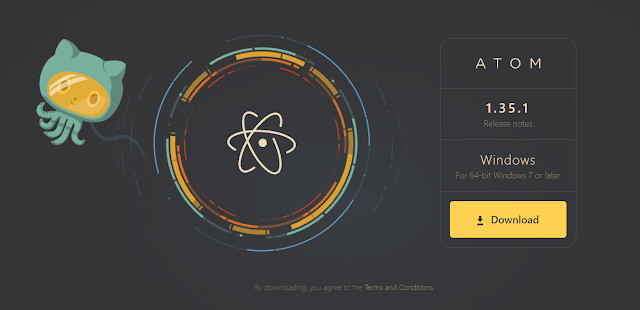 ATOM
1.35.1
Release notes
Windows
For 64-bit Windows 7 or later
Download
By downloading, you agree to the Terms and Conditions.